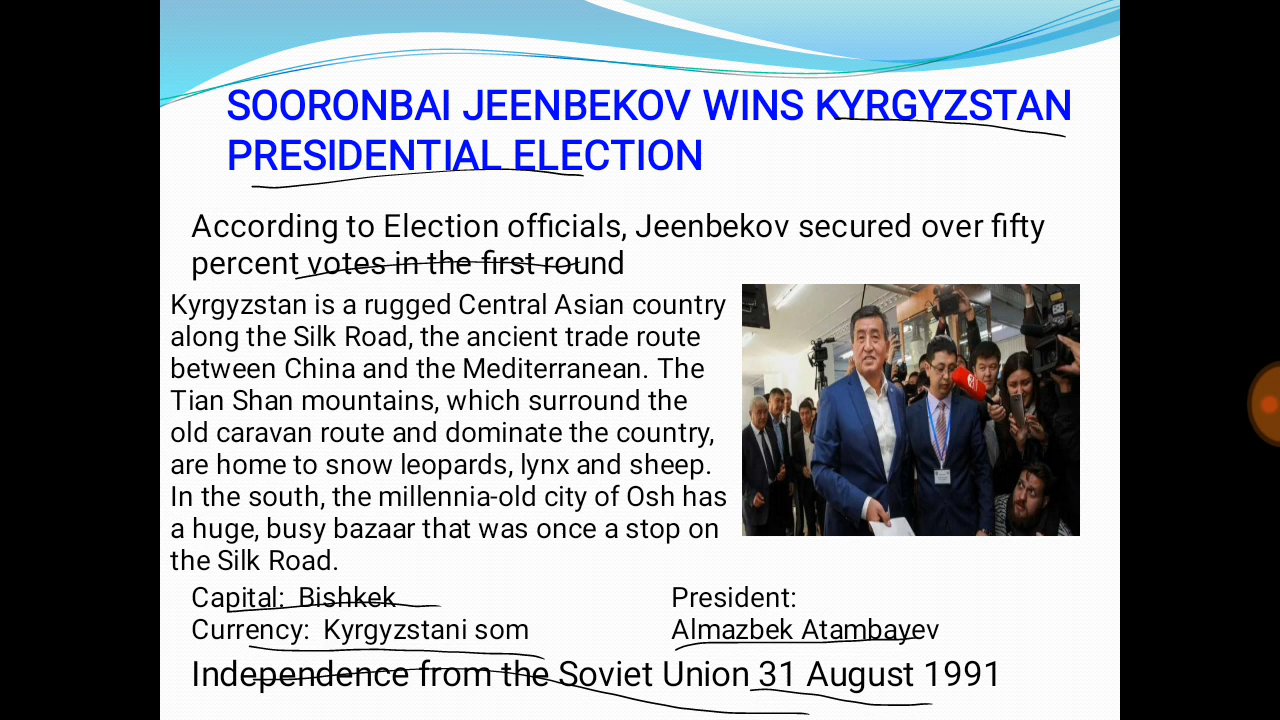 SOORONBAI JEENBEKOV WINS KYRGYZSTAN
PRESIDENTIAL ELECTION
According to Election officials, Jeenbekov secured over fifty
percent votes in the first round
Kyrgyzstan is a rugged Central Asian country
along the Silk Road, the ancient trade route
between China and the Mediterranean. The
Tian Shan mountains, which surround the
old caravan route and dominate the country,
are home to snow leopards, lynx and sheep.
In the south, the millennia-old city of Osh has
a huge, busy bazaar that was once a stop on
the Silk Road.
Capital: Bishkek
Currency: Kyrgyzstani som
President:
Almazbek Atambayev
Independence from the Soviet Union 31 August 1991